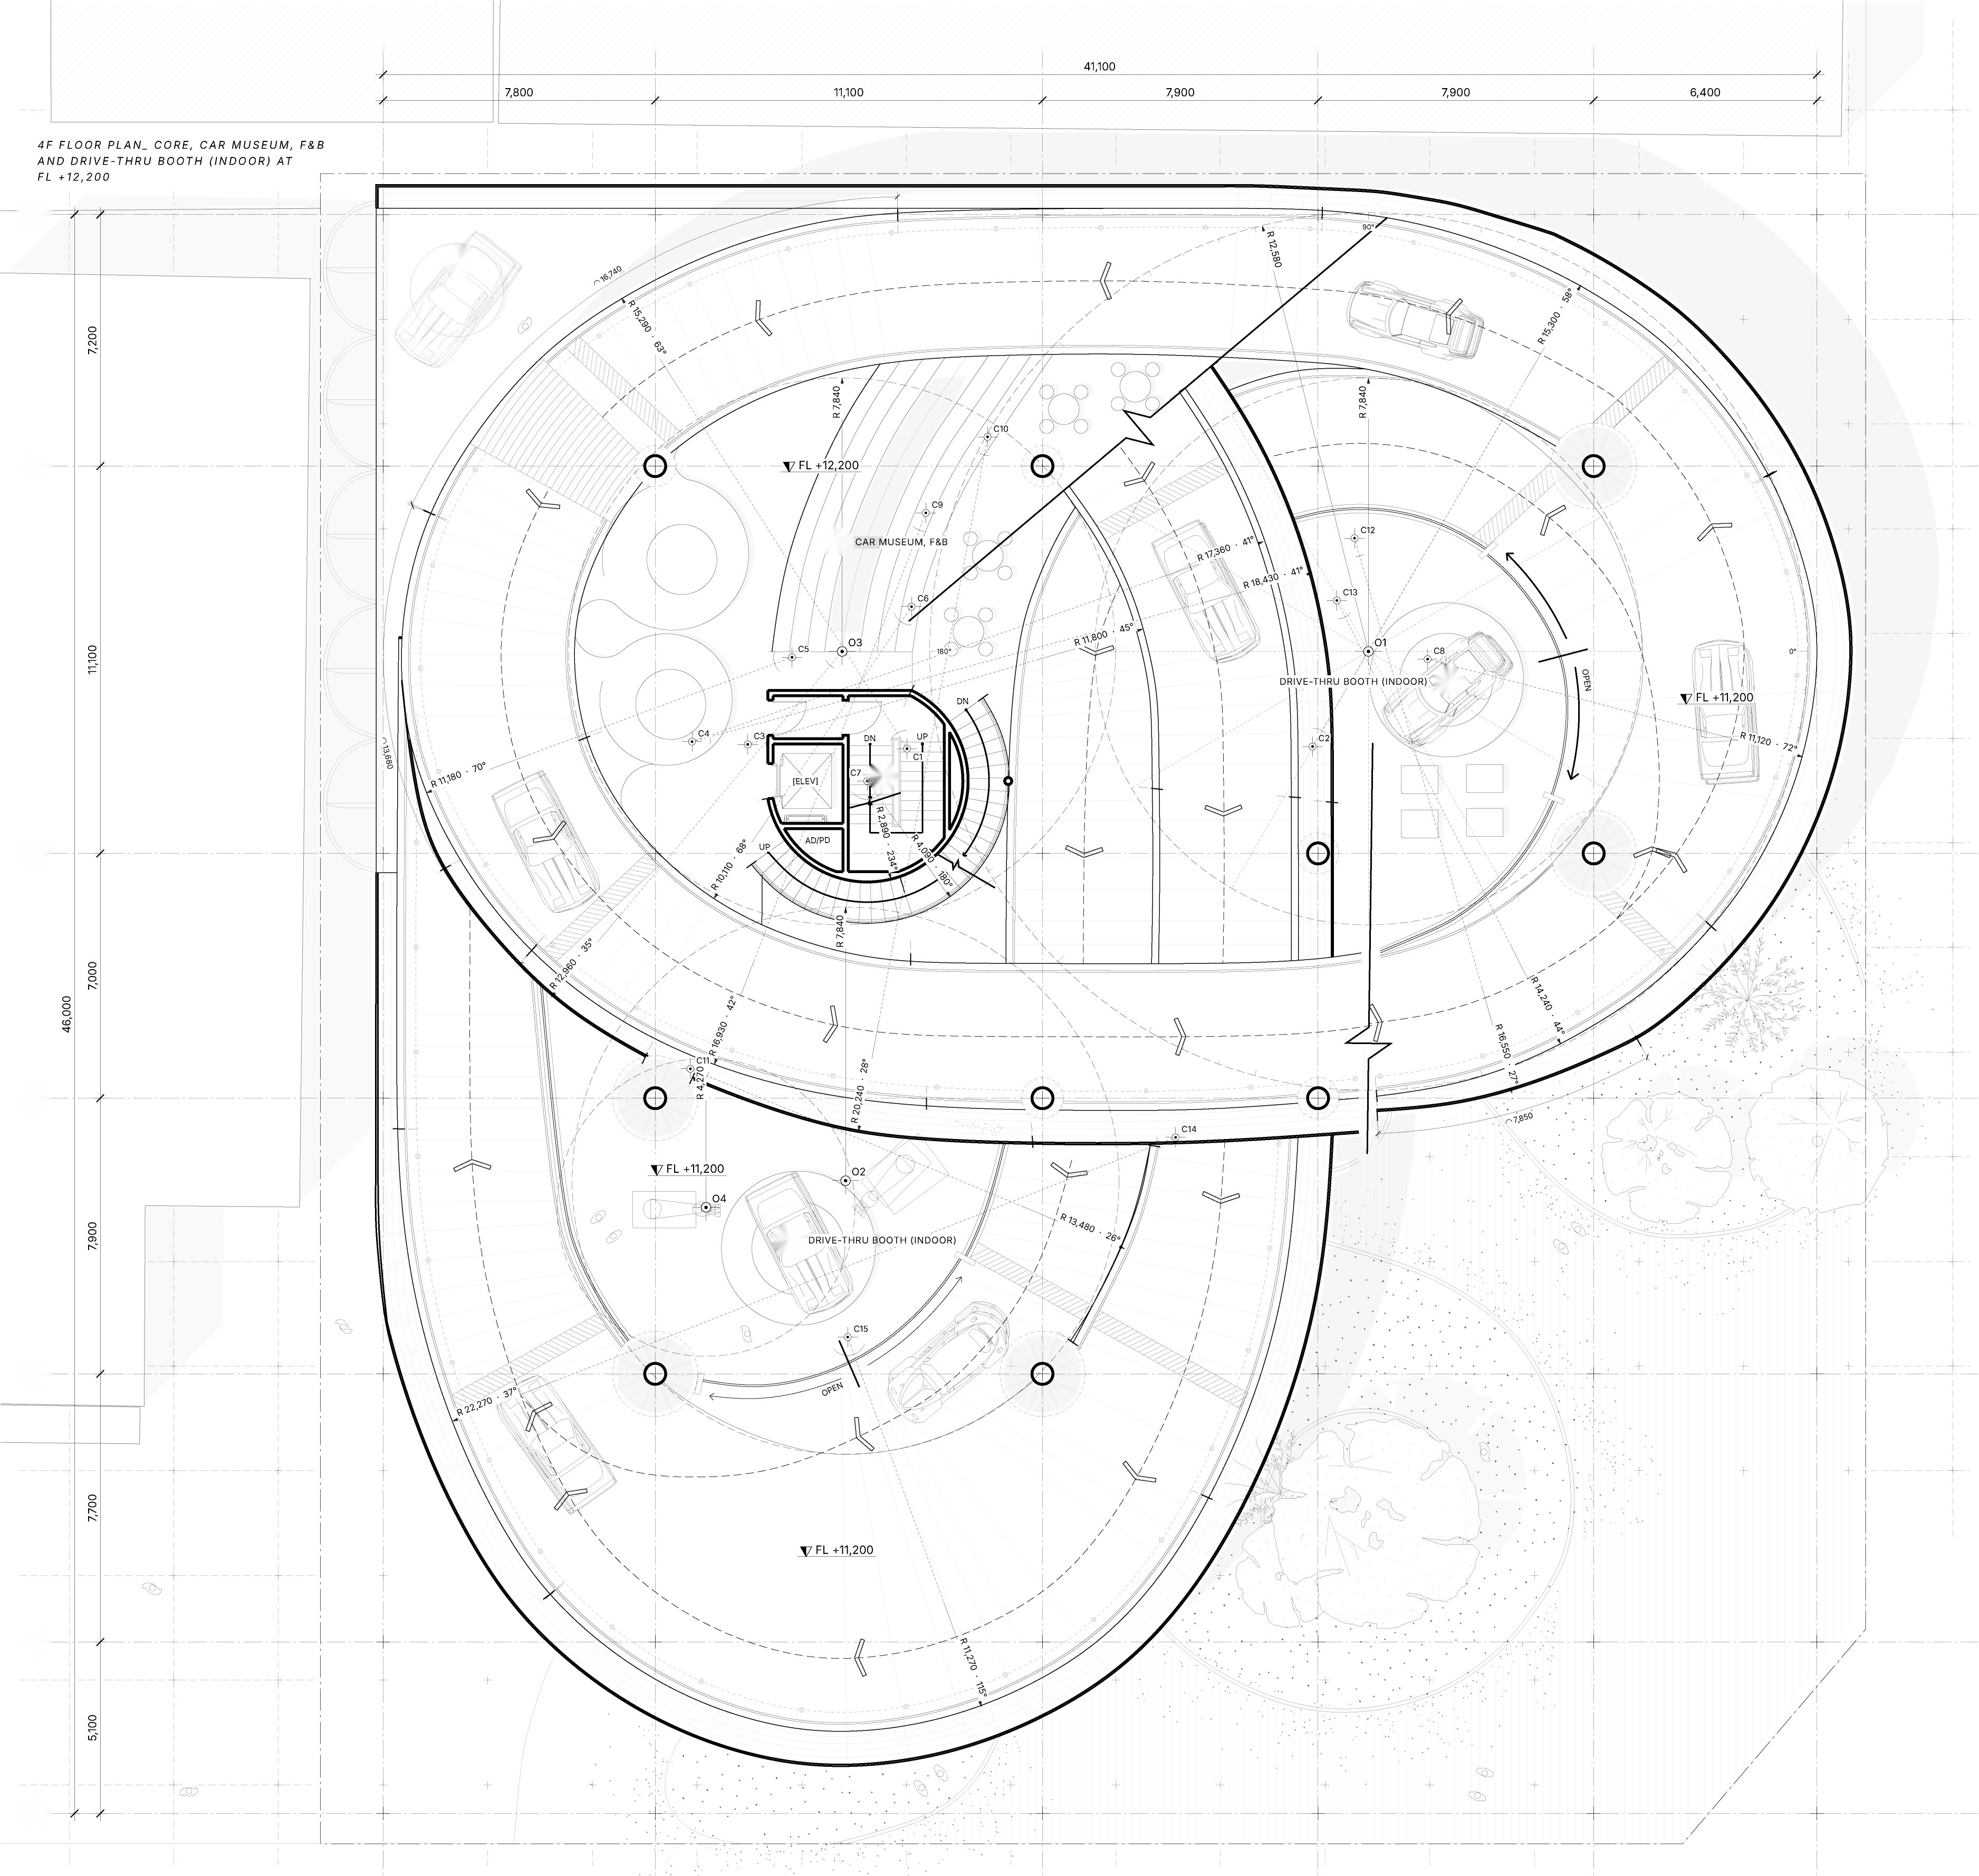 41,100
7,800
11,100
7,900
7,900
6,400
4F FLOOR PLAN_ CORE, CAR MUSEUM, F&B
AND DRIVE-THRU BOOTH (INDOOR) AT
FL +12,200
90°
R 12,580
16,740
R 15,290 · 63°
R 15,300 · 58°
7,200
R 7,840
R 7,840
C10
FL +12,200
C9
C12
CAR MUSEUM, F&B
R 17,360 · 41°
R 18,430 · 41°
C13
C6
R 11,800 · 45°
11,100
O3
180°
O1
0°
C5
C8
DRIVE-THRU BOOTH (INDOOR)
OPEN
FL +11,200
DN
C4
C3
DN
UP
C1
C2
R 11,120 · 72°
13,680
R 11,180 · 70°
[ELEV]
C7
R 2,890 · 234°
R 4,090 · 180°
AD/PD
UP
R 10,110 · 68°
R 7,840
R 12,960 · 35°
7,000
46,000
R 16,930 · 42°
R 14,240 · 44°
R 16,550 · 27°
C11
R 4,270
R 20,240 · 28°
7,850
C14
FL +11,200
O2
O4
R 13,480 · 26°
7,900
DRIVE-THRU BOOTH (INDOOR)
C15
OPEN
R 22,270 · 37°
7,700
FL +11,200
R 11,270 · 115°
5,100